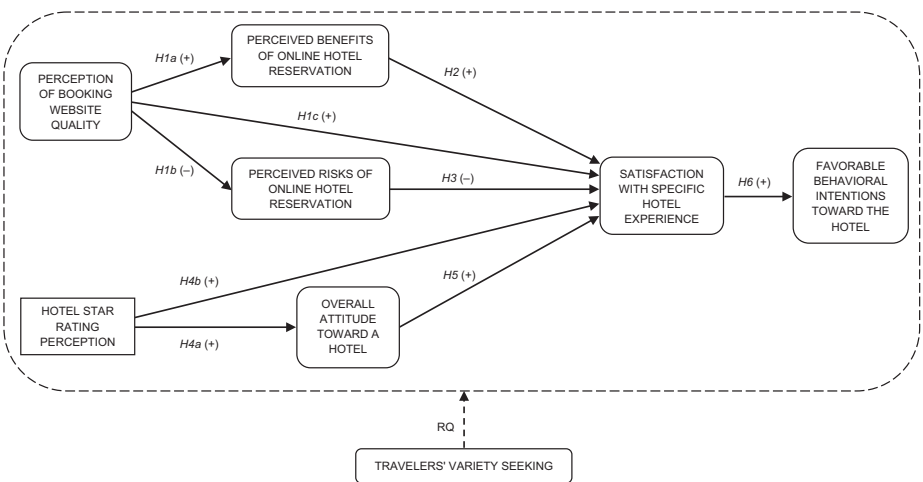 PERCEPTION
OF BOOKING
WEBSITE
QUALITY
H1a (+)
PERCEIVED BENEFITS
OF ONLINE HOTEL
RESERVATION
H2 (+)
H1c (+)
H1b (–)
PERCEIVED RISKS OF
ONLINE HOTEL
RESERVATION
H3 (–)
SATISFACTION
WITH SPECIFIC
HOTEL
EXPERIENCE
H6 (+)
FAVORABLE
BEHAVIORAL
INTENTIONS
TOWARD THE
HOTEL
HOTEL STAR
RATING
PERCEPTION
H4b (+)
H4a (+)
OVERALL
ATTITUDE
TOWARD A
HOTEL
H5 (+)
RQ
TRAVELERS' VARIETY SEEKING